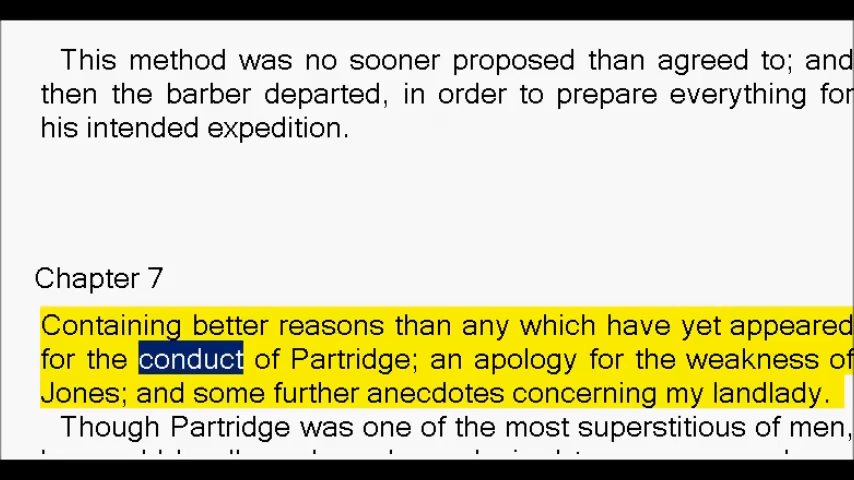 This method was no sooner proposed than agreed to; and
then the barber departed, in order to prepare everything for
his intended expedition.
Chapter 7
Containing better reasons than any which have yet appeared
for the conduct of Partridge; an apology for the weakness of
Jones; and some further anecdotes concerning my landlady.
Though Partridge was one of the most superstitious of men,